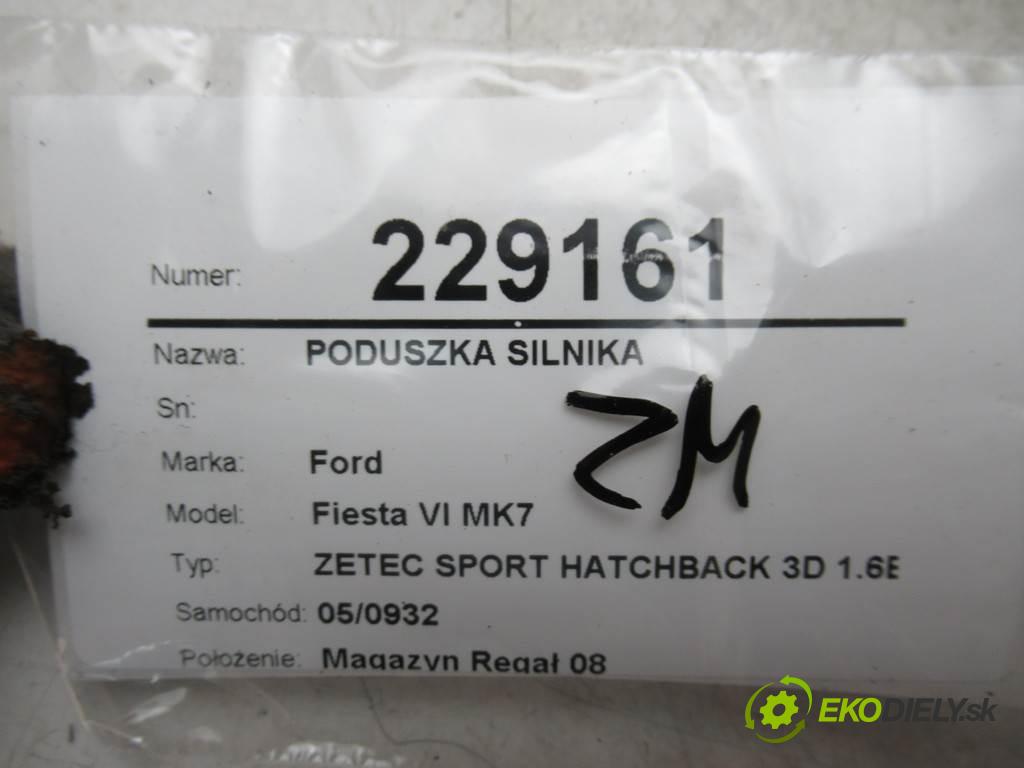 Numer: 229161
Nazwa: PODUSZKA SILNIKA
Sn:
ZM
Marka: Ford
Model: Fiesta VI MK7
Typ: ZETEC SPORT HATCHBACK 3D 1.6B
Samochód: 05/0932
Położenie: Magazyn Regał 08
EKODIELY.sk